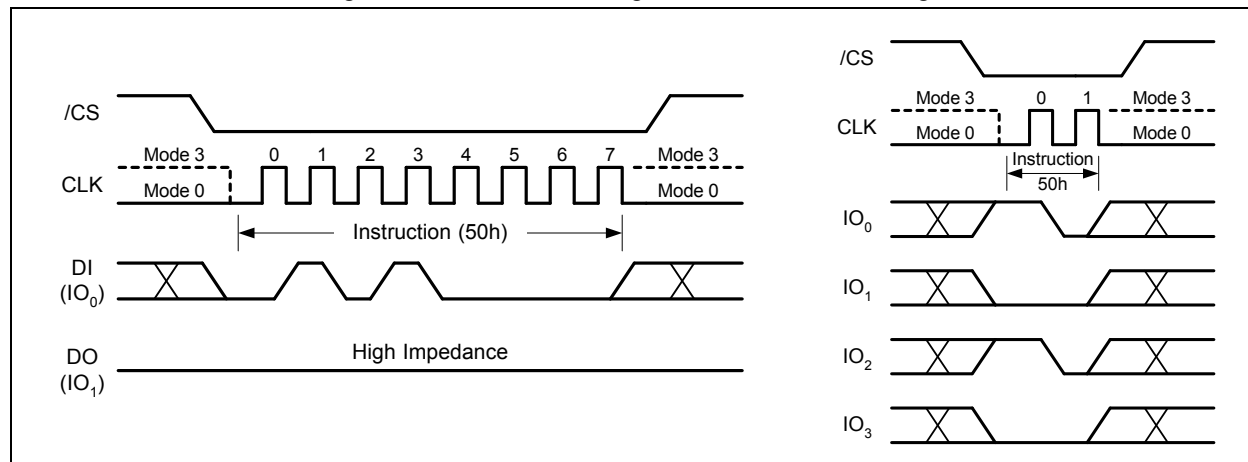 /CS
Mode 3 0 1 2 3 4 5 6 7 Mode 3
CLK
Mode 0 Mode 0
Instruction (50h)
DI
(IO0)
DO High Impedance
(IO1)
/CS
Mode 3 0 1 Mode 3
CLK
Mode 0 Mode 0
Instruction
50h
IO0
IO1
IO2
IO3